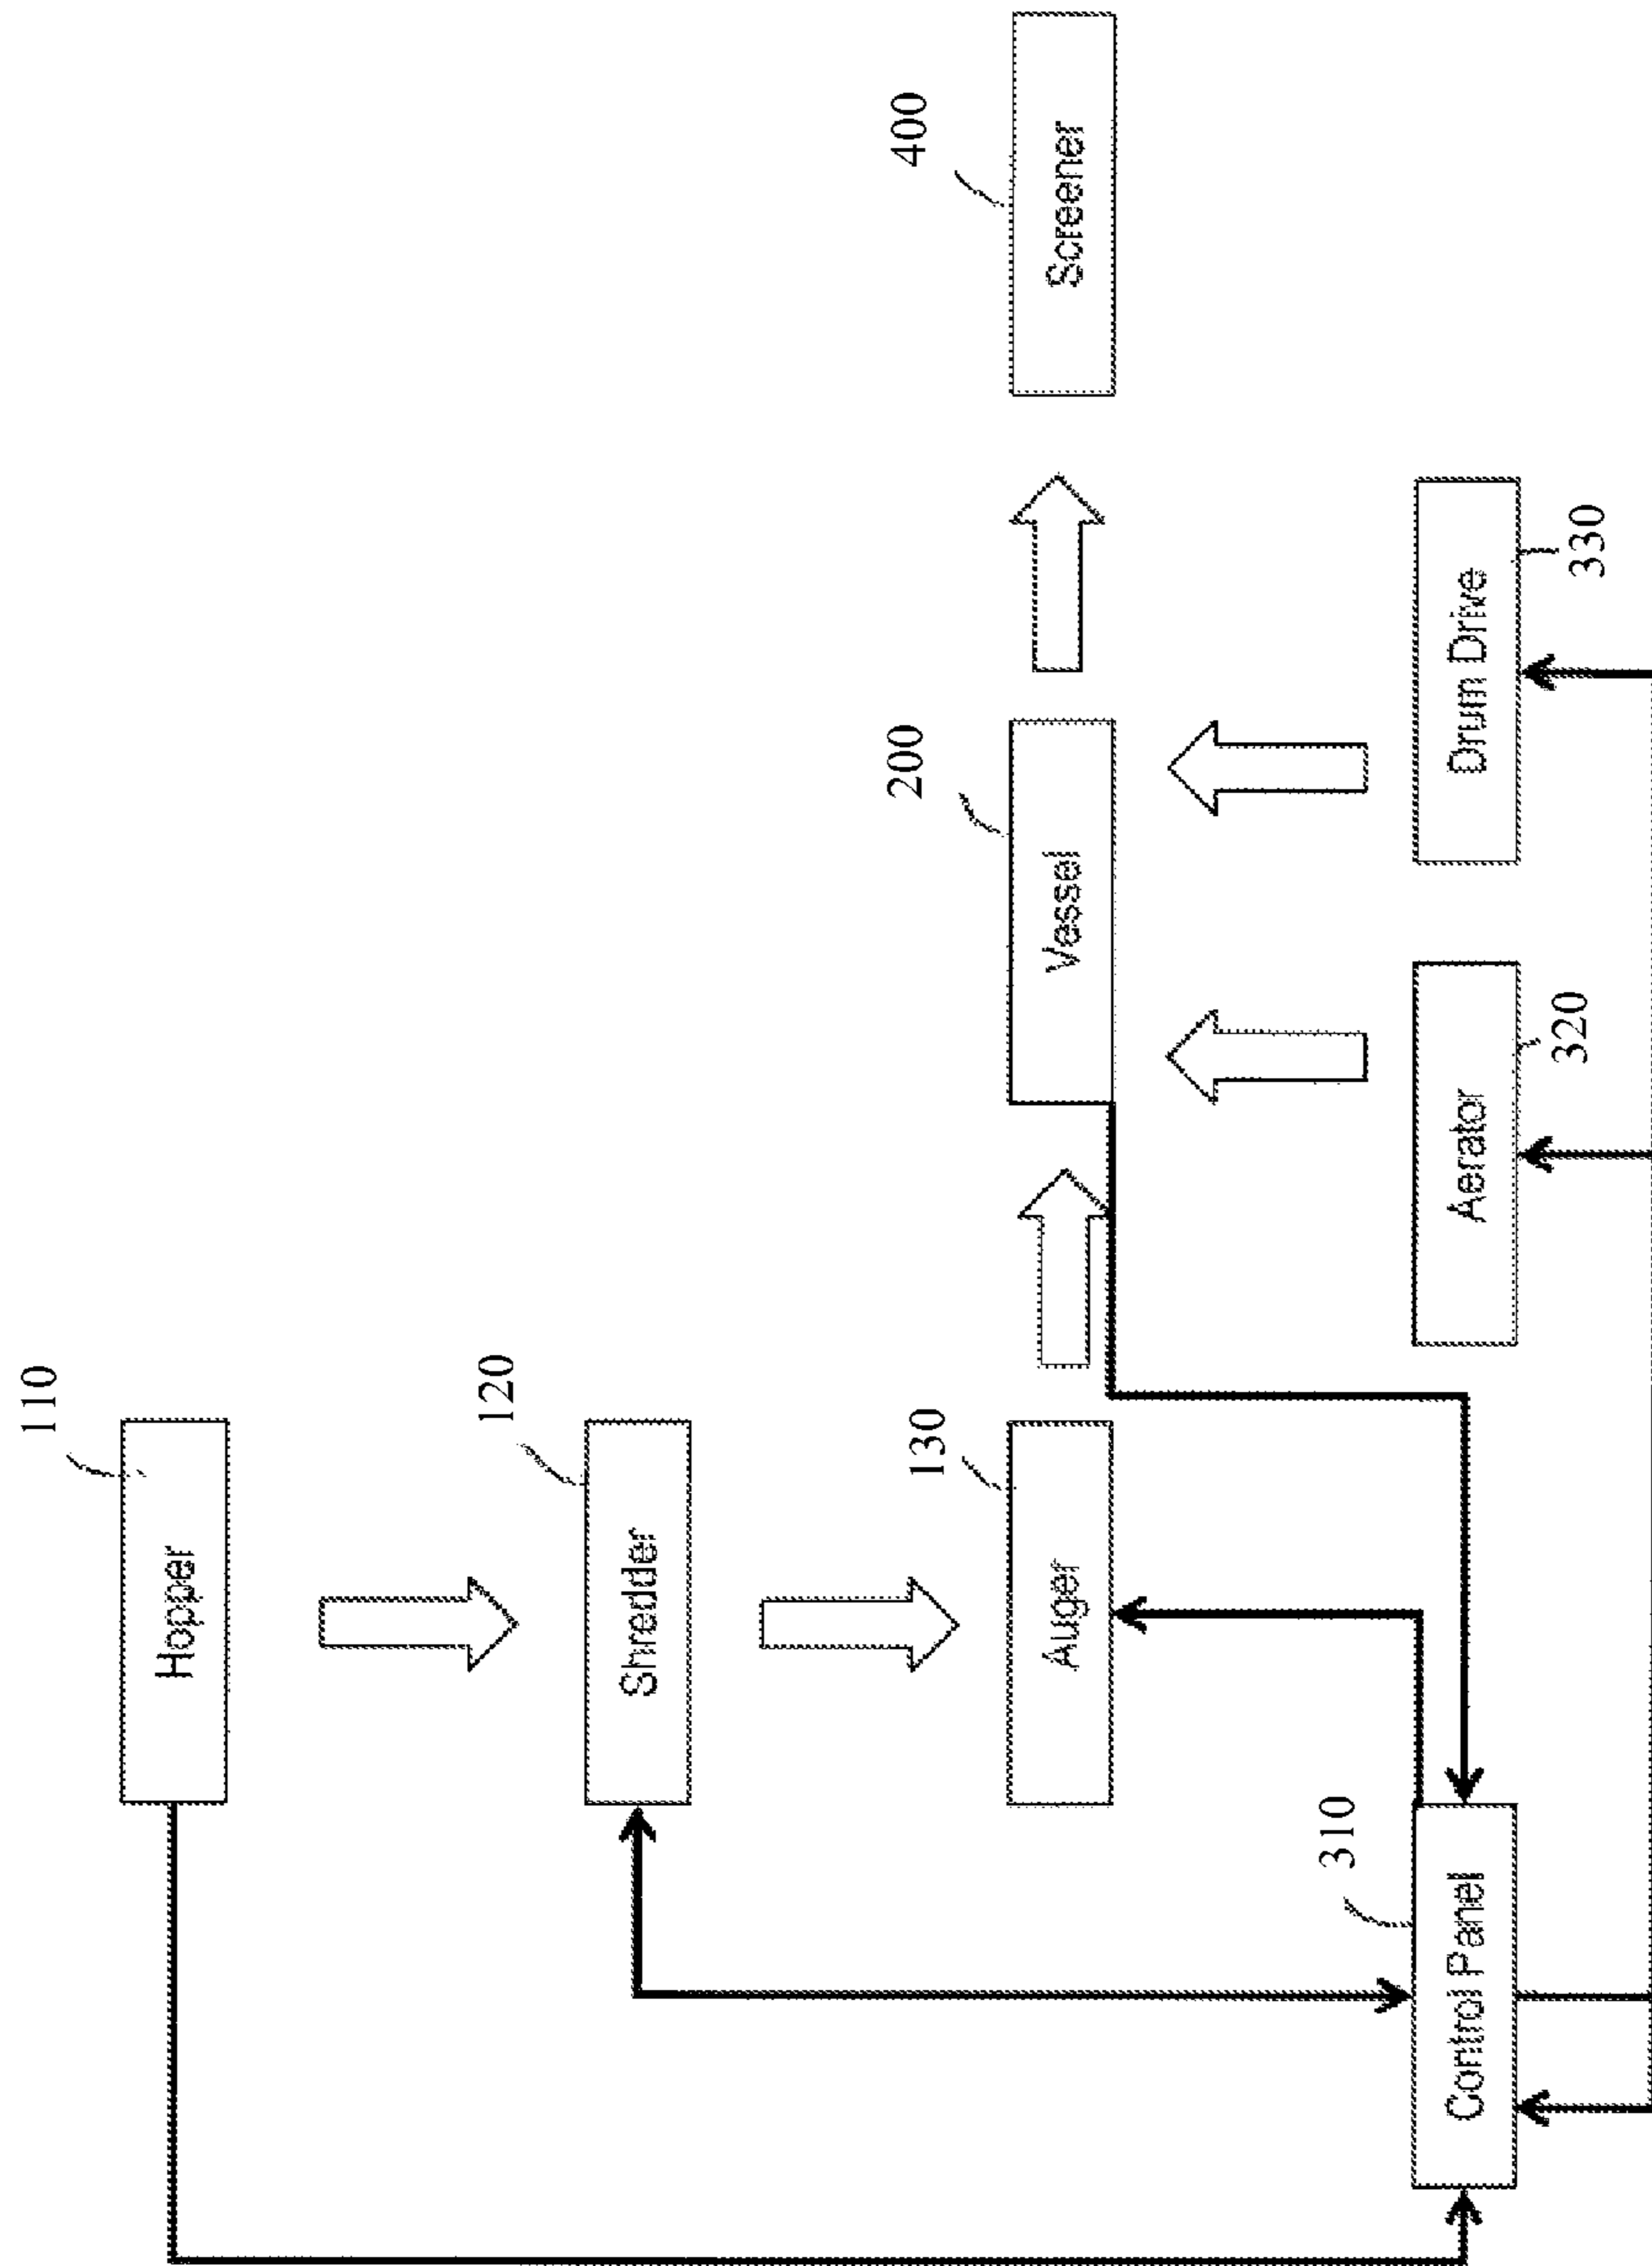 110
Hopper
120
Shredder
130
Auger
200
Vessel
400
Screener
310
Control Panel
Aerator
320
Drum Drive
330